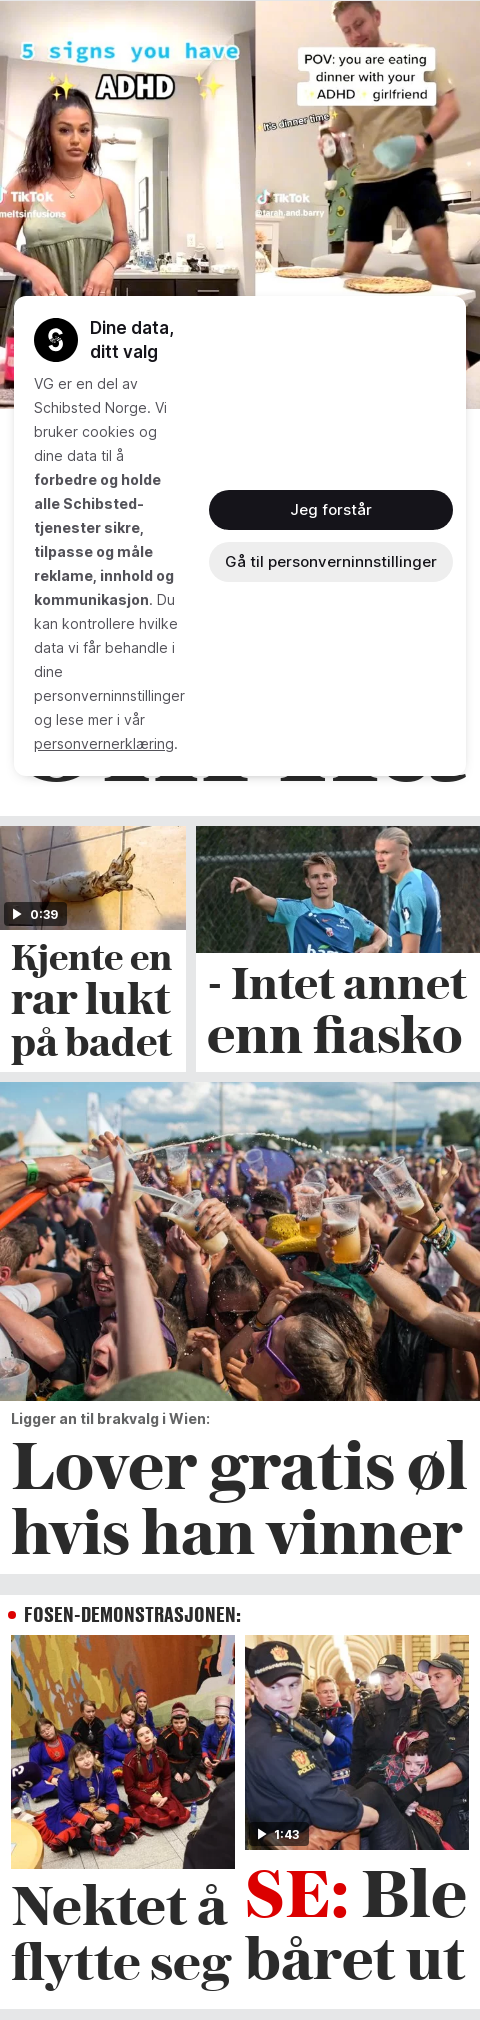 5 signs you have
ADHD
POV: you are eating
dinner with your
ADHD girlfriend
It's dinner time
TikTok
meltsinfusions
TikTok
@tarah.and.barry
Dine data,
ditt valg
VG er en del av
Schibsted Norge. Vi
bruker cookies og
dine data til å
forbedre og holde
alle Schibsted-
tjenester sikre,
tilpasse og måle
reklame, innhold og
kommunikasjon. Du
kan kontrollere hvilke
data vi får behandle i
dine
personverninnstillinger
og lese mer i vår
personvernerklæring.
Jeg forstår
Gå til personverninnstillinger
0:39
Kjente en
rar lukt
på badet
- Intet annet
enn fiasko
Ligger an til brakvalg i Wien:
Lover gratis øl
hvis han vinner
FOSEN-DEMONSTRASJONEN:
Nektet å
flytte seg
POLITI
1:43
SE: Ble
båret ut